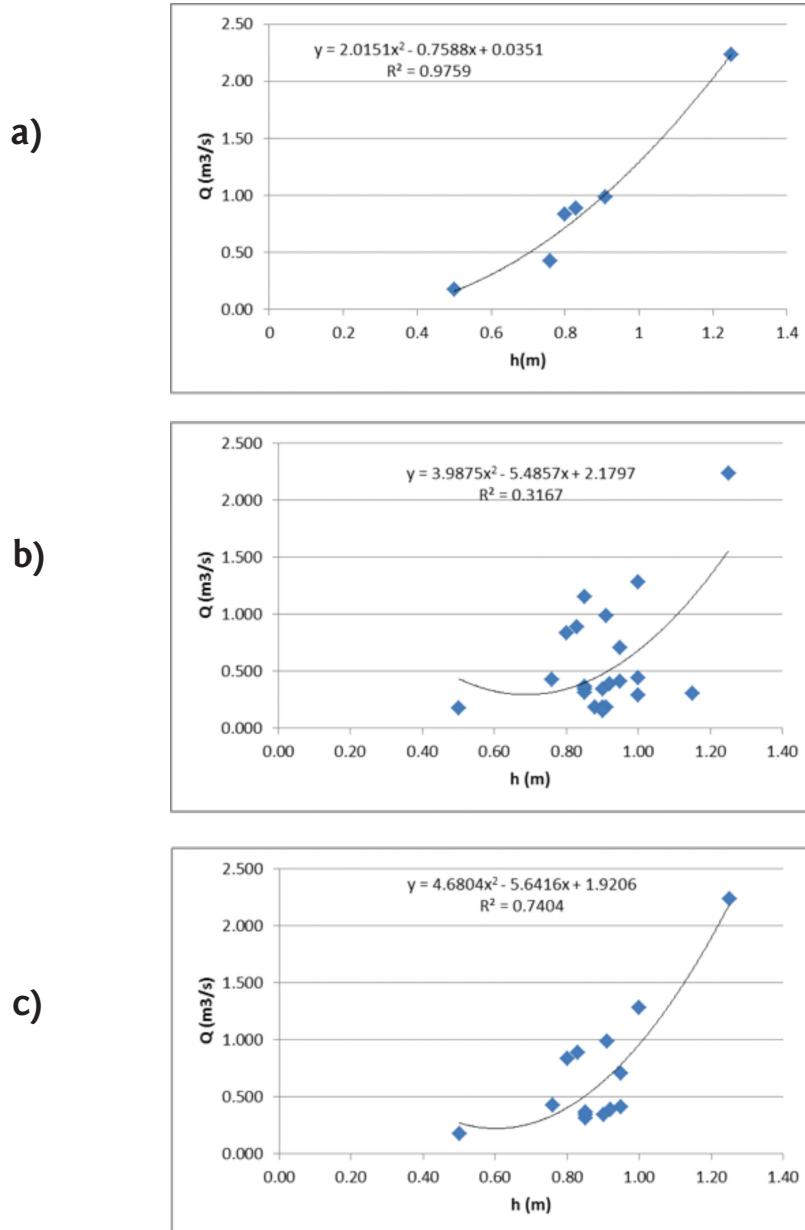 a)
y = 2.0151x² - 0.7588x + 0.0351
R² = 0.9759
2.50
2.00
1.50
1.00
0.50
0.00
Q (m3/s)
0 0.2 0.4 0.6 0.8 1 1.2 1.4
h(m)
b)
y = 3.9875x² - 5.4857x + 2.1797
R² = 0.3167
2.500
2.000
1.500
1.000
0.500
0.000
Q (m3/s)
0.00 0.20 0.40 0.60 0.80 1.00 1.20 1.40
h (m)
c)
y = 4.6804x² - 5.6416x + 1.9206
R² = 0.7404
2.500
2.000
1.500
1.000
0.500
0.000
Q (m3/s)
0.00 0.20 0.40 0.60 0.80 1.00 1.20 1.40
h (m)